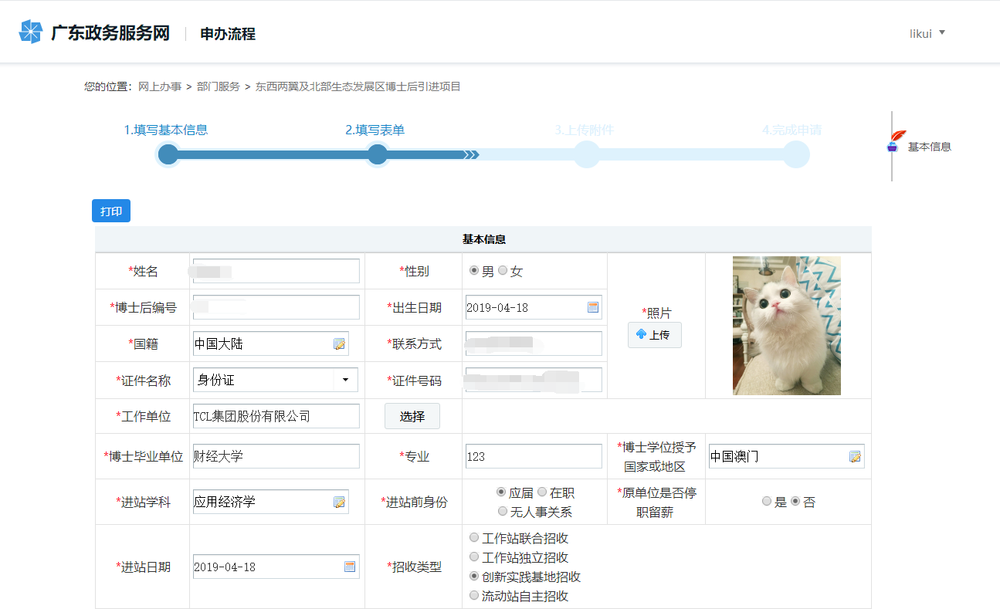 广东政务服务网 申办流程 likui
您的位置：网上办事 > 部门服务 > 东西两翼及北部生态发展区博士后引进项目
1.填写基本信息 2.填写表单 3.上传附件 4.完成申请
基本信息
打印
基本信息
*姓名 *性别 男 女
*博士后编号 *出生日期 2019-04-18
*照片
上传
*国籍 中国大陆 *联系方式
*证件名称 身份证 *证件号码
*工作单位 TCL集团股份有限公司 选择
*博士毕业单位 财经大学 *专业 123 *博士学位授予
国家或地区 中国澳门
*进站学科 应用经济学 *进站前身份 应届 在职
无人事关系
*原单位是否停
职留薪 是 否
*进站日期 2019-04-18 *招收类型
工作站联合招收
工作站独立招收
创新实践基地招收
流动站自主招收